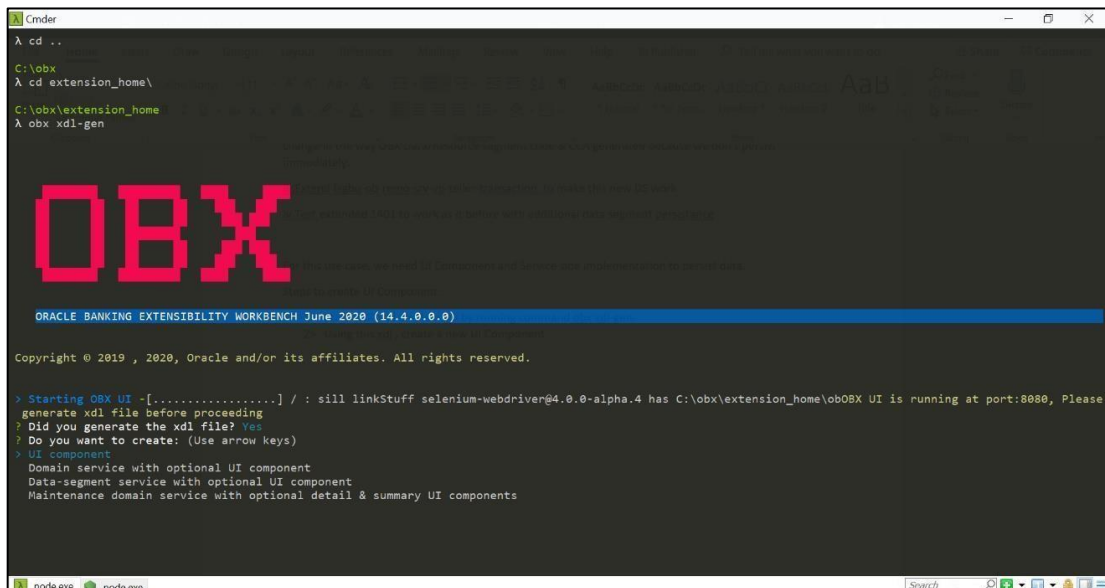 λ Cmder
λ cd ..
C:\obx
λ cd extension_home\
C:\obx\extension_home
λ obx xdl-gen
OBX
ORACLE BANKING EXTENSIBILITY WORKBENCH June 2020 (14.4.0.0.0)
Copyright © 2019 , 2020, Oracle and/or its affiliates. All rights reserved.
> Starting OBX UI -[..................] / : sill linkStuff selenium-webdriver@4.0.0-alpha.4 has C:\obx\extension_home\obOBX UI is running at port:8080, Please
generate xdl file before proceeding
? Did you generate the xdl file? Yes
? Do you want to create: (Use arrow keys)
> UI component
Domain service with optional UI component
Data-segment service with optional UI component
Maintenance domain service with optional detail & summary UI components
λ node.exe node.exe
Search